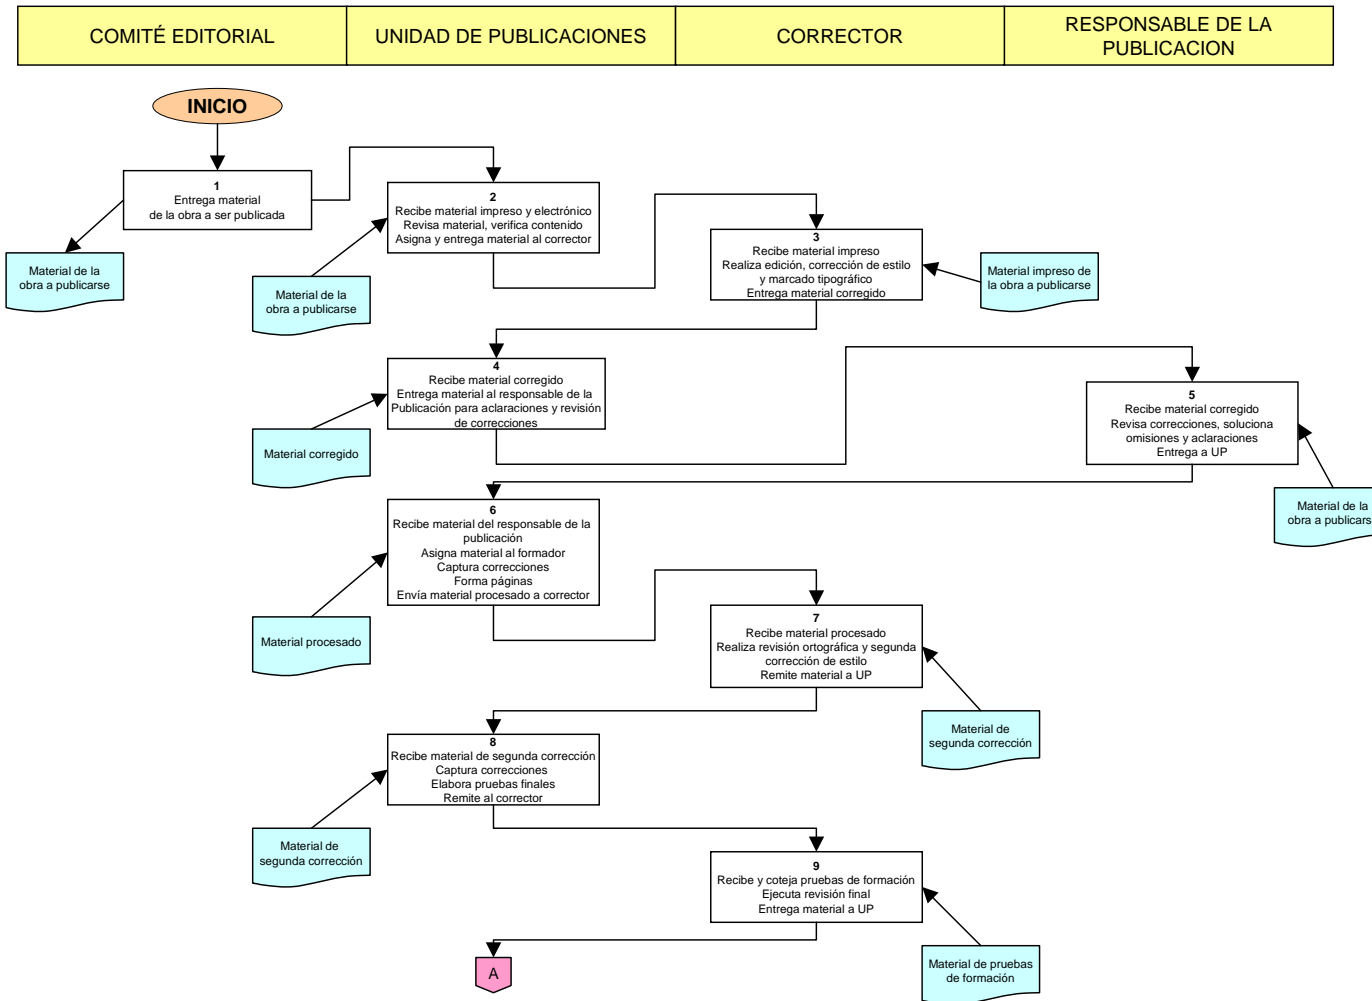 COMITÉ EDITORIAL
UNIDAD DE PUBLICACIONES
CORRECTOR
RESPONSABLE DE LA
PUBLICACION
INICIO
1
Entrega material
de la obra a ser publicada
Material de la
obra a publicarse
2
Recibe material impreso y electrónico
Revisa material, verifica contenido
Asigna y entrega material al corrector
Material de la
obra a publicarse
3
Recibe material impreso
Realiza edición, corrección de estilo
y marcado tipográfico
Entrega material corregido
Material impreso de
la obra a publicarse
4
Recibe material corregido
Entrega material al responsable de la
Publicación para aclaraciones y revisión
de correcciones
Material corregido
5
Recibe material corregido
Revisa correcciones, soluciona
omisiones y aclaraciones
Entrega a UP
Material de la
obra a publicars
6
Recibe material del responsable de la
publicación
Asigna material al formador
Captura correcciones
Forma páginas
Envía material procesado a corrector
Material procesado
7
Recibe material procesado
Realiza revisión ortográfica y segunda
corrección de estilo
Remite material a UP
Material de
segunda corrección
8
Recibe material de segunda corrección
Captura correcciones
Elabora pruebas finales
Remite al corrector
Material de
segunda corrección
9
Recibe y coteja pruebas de formación
Ejecuta revisión final
Entrega material a UP
Material de pruebas
de formación
A